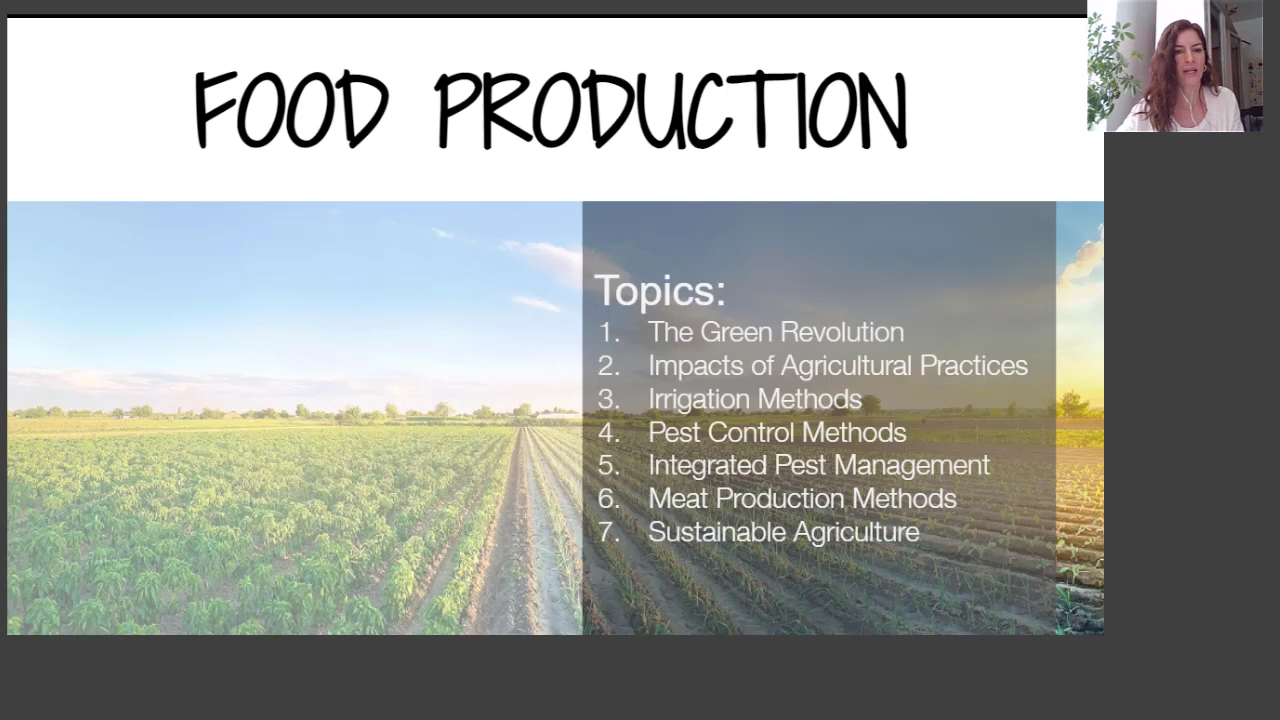 FOOD PRODUCTION
Topics:
1. The Green Revolution
2. Impacts of Agricultural Practices
3. Irrigation Methods
4. Pest Control Methods
5. Integrated Pest Management
6. Meat Production Methods
7. Sustainable Agriculture